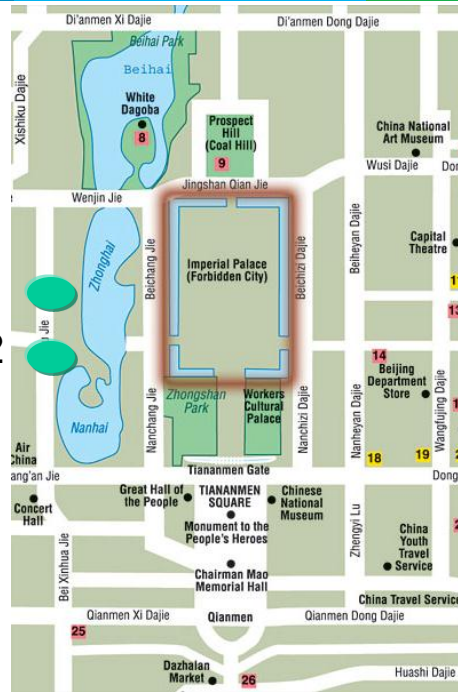 Di'anmen Xi Dajie
Di'anmen Dong Dajie
Beihai Park
Beihai
Xishiku Dajie
White
Dagoba
8
Prospect
Hill
(Coal Hill)
9
China National
Art Museum
Wusi Dajie
Jingshan Qian Jie
Wenjin Jie
Zhonghai
Beichang Jie
Imperial Palace
(Forbidden City)
Beichizi Dajie
Beiheyan Dajie
Capital
Theatre
Jie
2
14
Beijing
Department
Store
Wangfujing Dajie
Zhongshan
Park
Workers
Cultural
Palace
Nanchang Jie
Nanchizi Dajie
Nanheyan Dajie
Nanhai
18
19
Air
China
Tiananmen Gate
ang'an Jie
Dong
Great Hall of
the People
TIANANMEN
SQUARE
Chinese
National
Museum
Concert
Hall
Monument to the
People's Heroes
Zhengyi Lu
China
Youth
Travel
Service
Bei Xinhua Jie
Chairman Mao
Memorial Hall
China Travel Service
Qianmen Xi Dajie
Qianmen
Qianmen Dong Dajie
25
Dazhalan
Market
26
Huashi Dajie